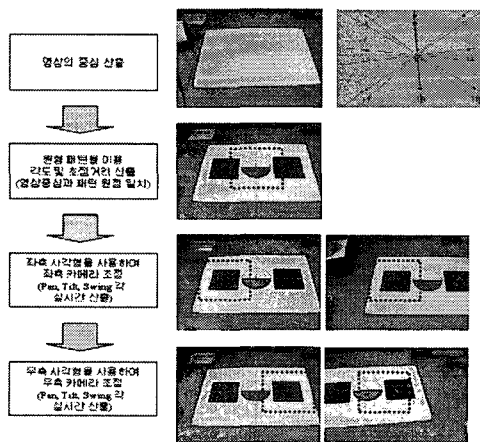 영상의 중심 산출
원형 패턴을 이용
각도 및 초점거리 산출
(영상중심과 패턴 원점 일치)
좌측 사각형을 사용하여
좌측 카메라 조정
(Pan, Tilt, Swing 각
실시간 산출)
우측 사각형을 사용하여
우측 카메라 조정
(Pan, Tilt, Swing 각
실시간 산출)